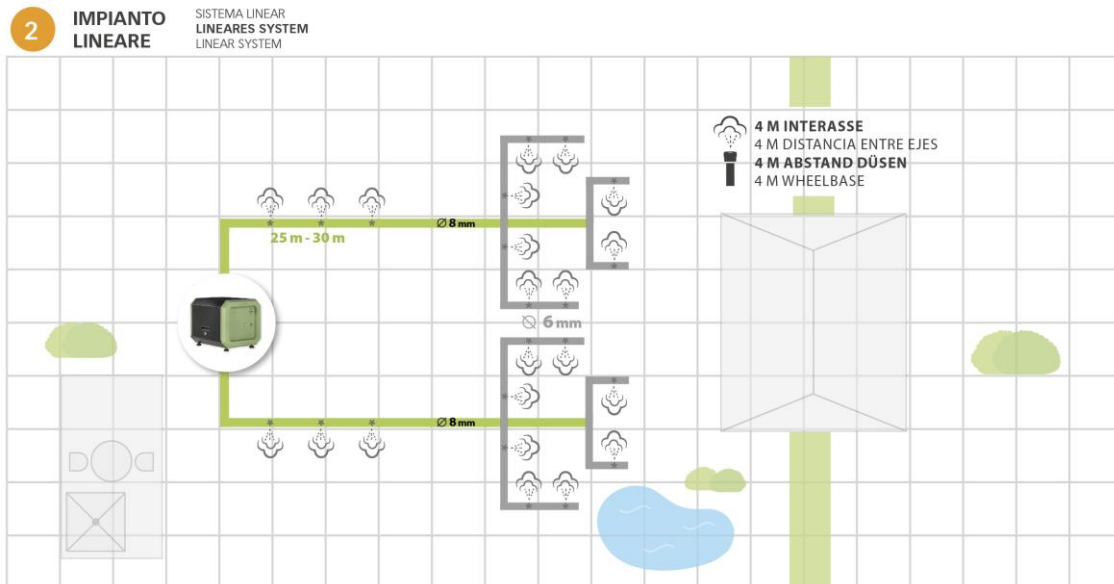 2
IMPIANTO
LINEARE
SISTEMA LINEAR
LINEARES SYSTEM
LINEAR SYSTEM
4 M INTERASSE
4 M DISTANCIA ENTRE EJES
4 M ABSTAND DÜSEN
4 M WHEELBASE
Ø 8 mm
25 m - 30 m
Ø 6 mm
Ø 8 mm